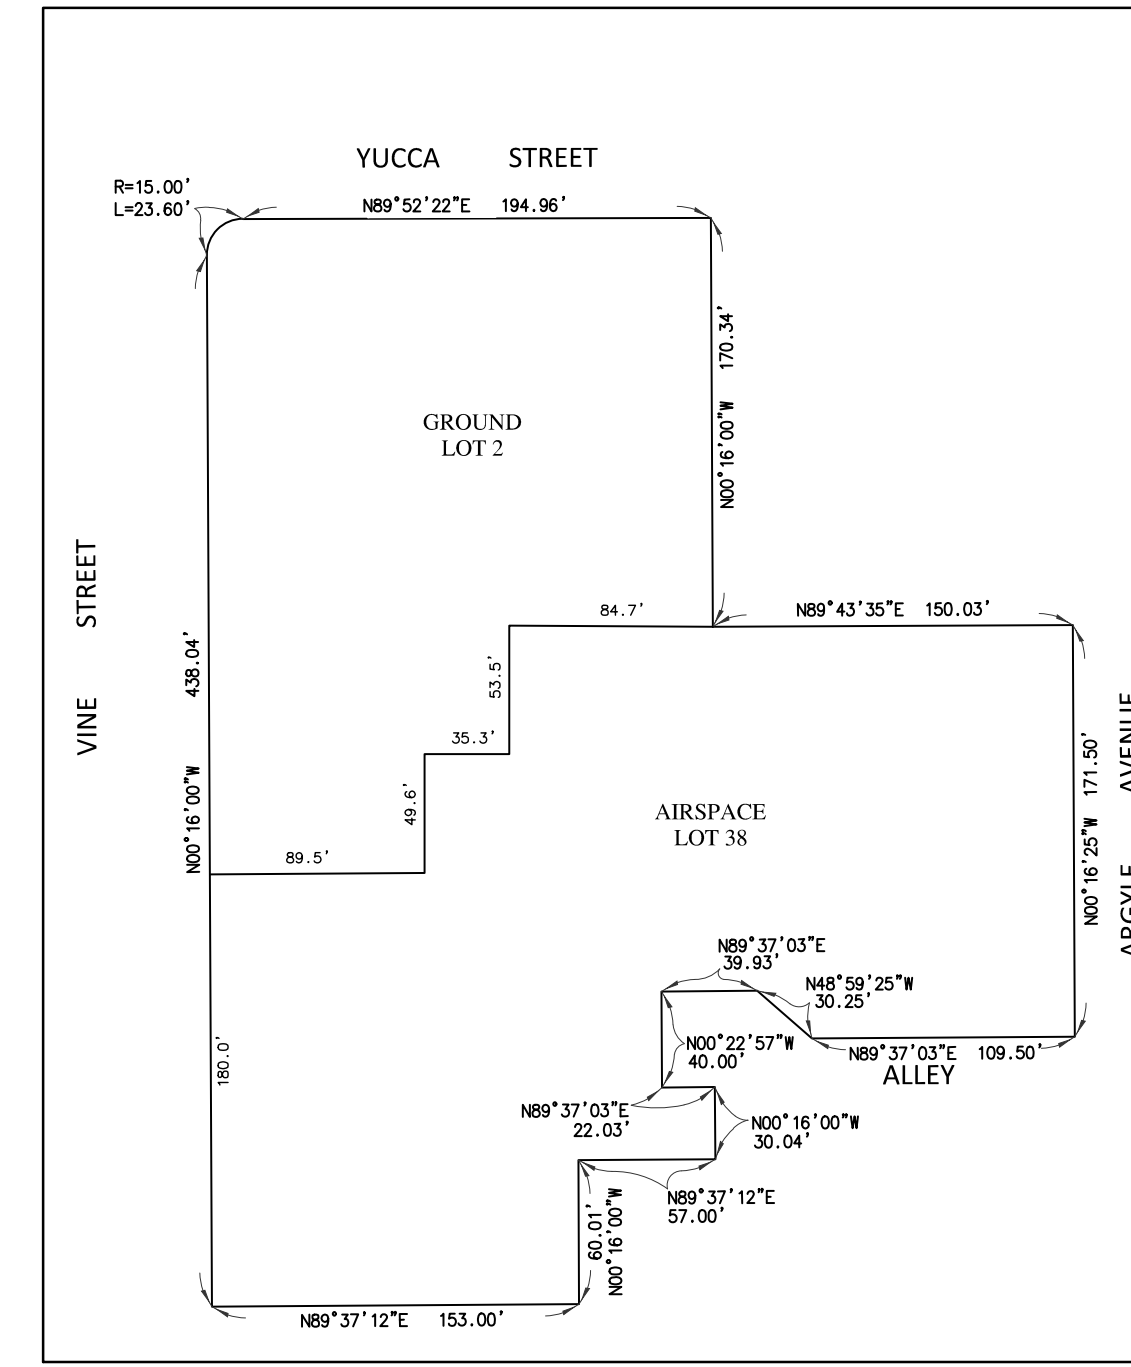 YUCCA STREET
R=15.00'
L=23.60'
N89°52'22"E 194.96'
170.34'
N00°16'00"W
GROUND
LOT 2
VINE STREET
438.04'
N00°16'00"W
84.7'
N89°43'35"E 150.03'
53.5'
35.3'
49.6'
89.5'
AIRSPACE
LOT 38
N00°16'25"W 171.50'
ARGYLE AVENUE
N89°37'03"E
39.93'
N48°59'25"W
30.25'
N00°22'57"W
40.00'
N89°37'03"E 109.50'
ALLEY
180.0'
N89°37'03"E
22.03'
N00°16'00"W
30.04'
N89°37'12"E
57.00'
60.01'
N00°16'00"W
N89°37'12"E 153.00'